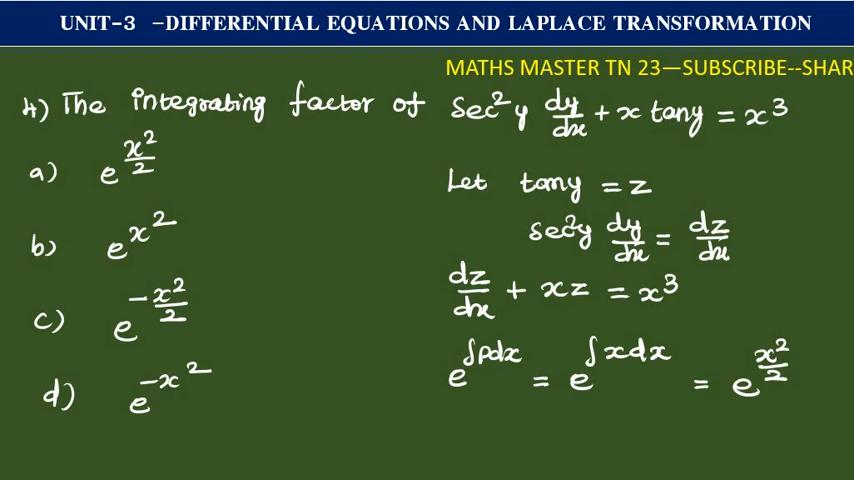 UNIT-3 –DIFFERENTIAL EQUATIONS AND LAPLACE TRANSFORMATION
MATHS MASTER TN 23—SUBSCRIBE--SHAR
4) The integrating factor of sec²y dy/dx + x tany = x³
a) e^(x²/2)
b) e^(x²)
c) e^(-x²/2)
d) e^(-x²)
Let tany = z
sec²y dy/dx = dz/dx
dz/dx + xz = x³
e^(∫pdx) = e^(∫xdx) = e^(x²/2)